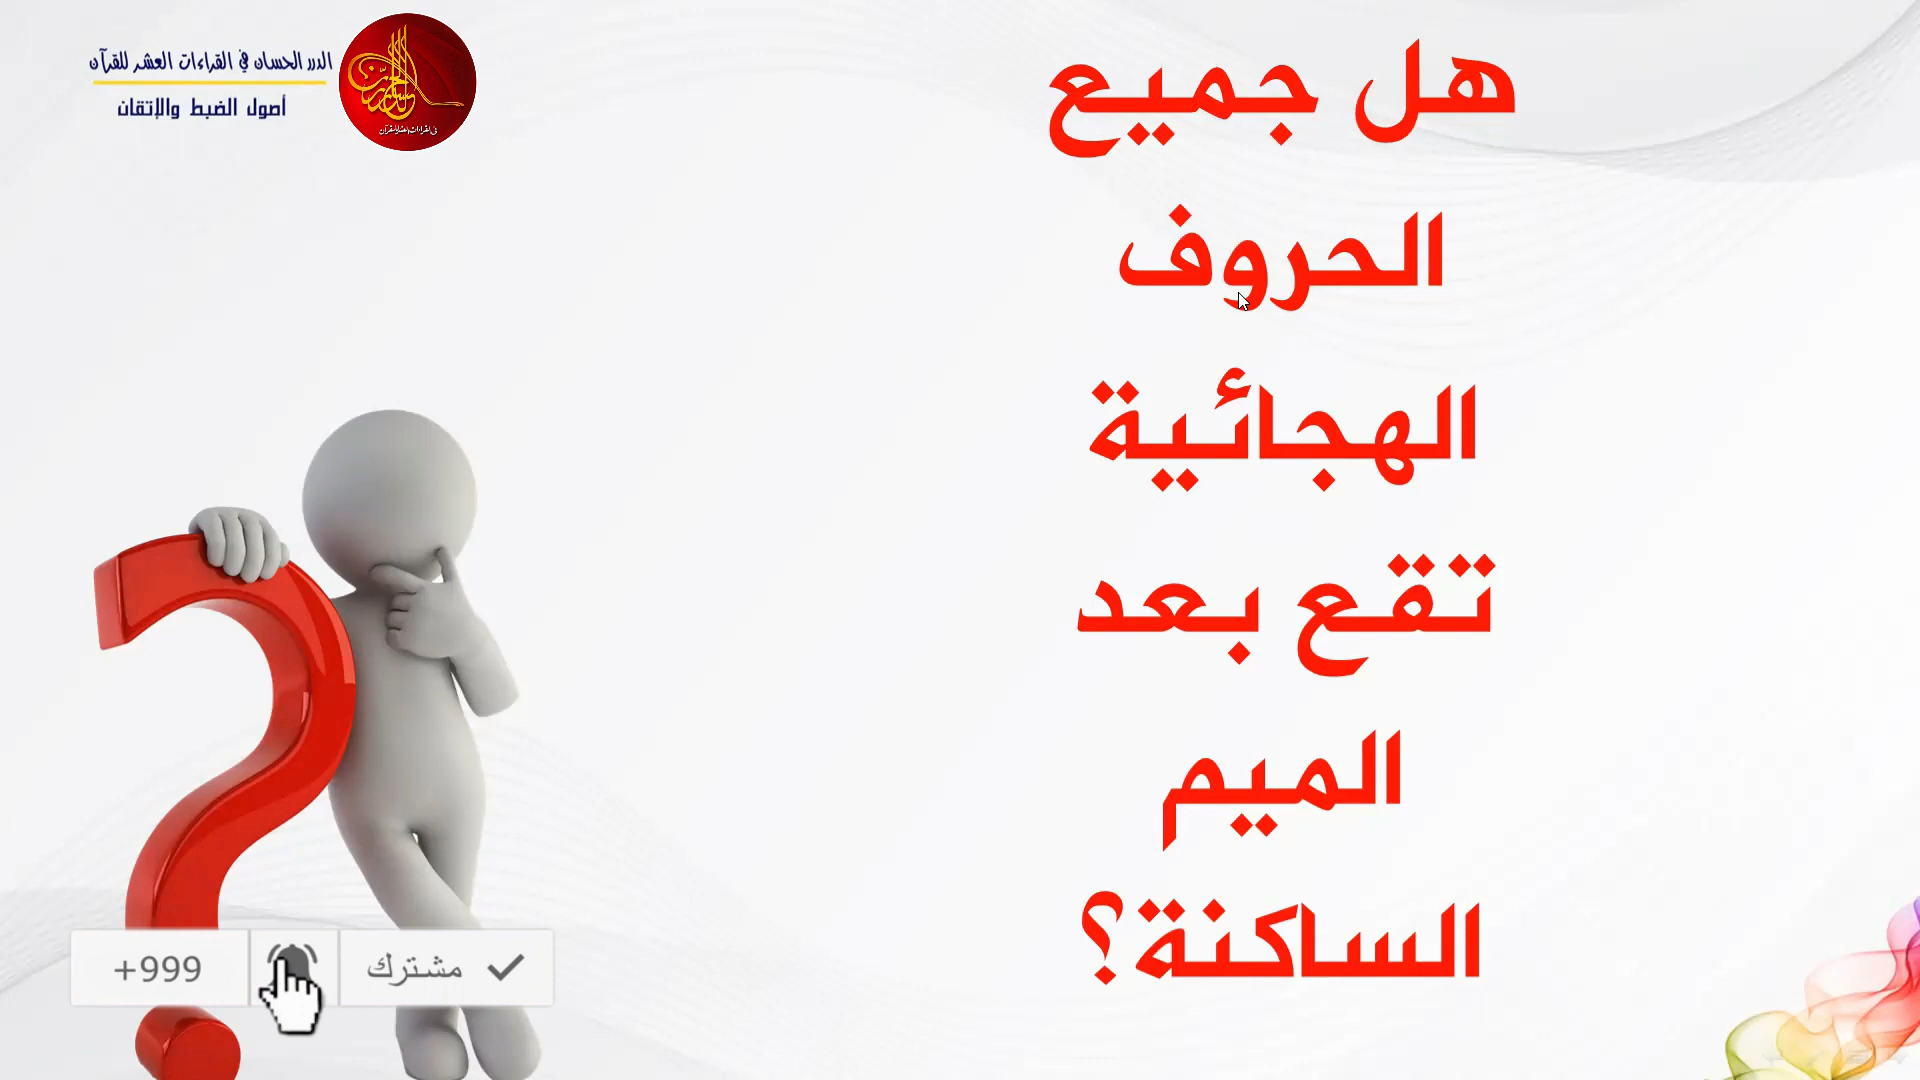 الدرر الحسان في القراءات العشر للقرآن
أصول الضبط والإتقان
هل جميع
الحروف
الهجائية
تقع بعد
الميم
الساكنة؟
+999
مشترك